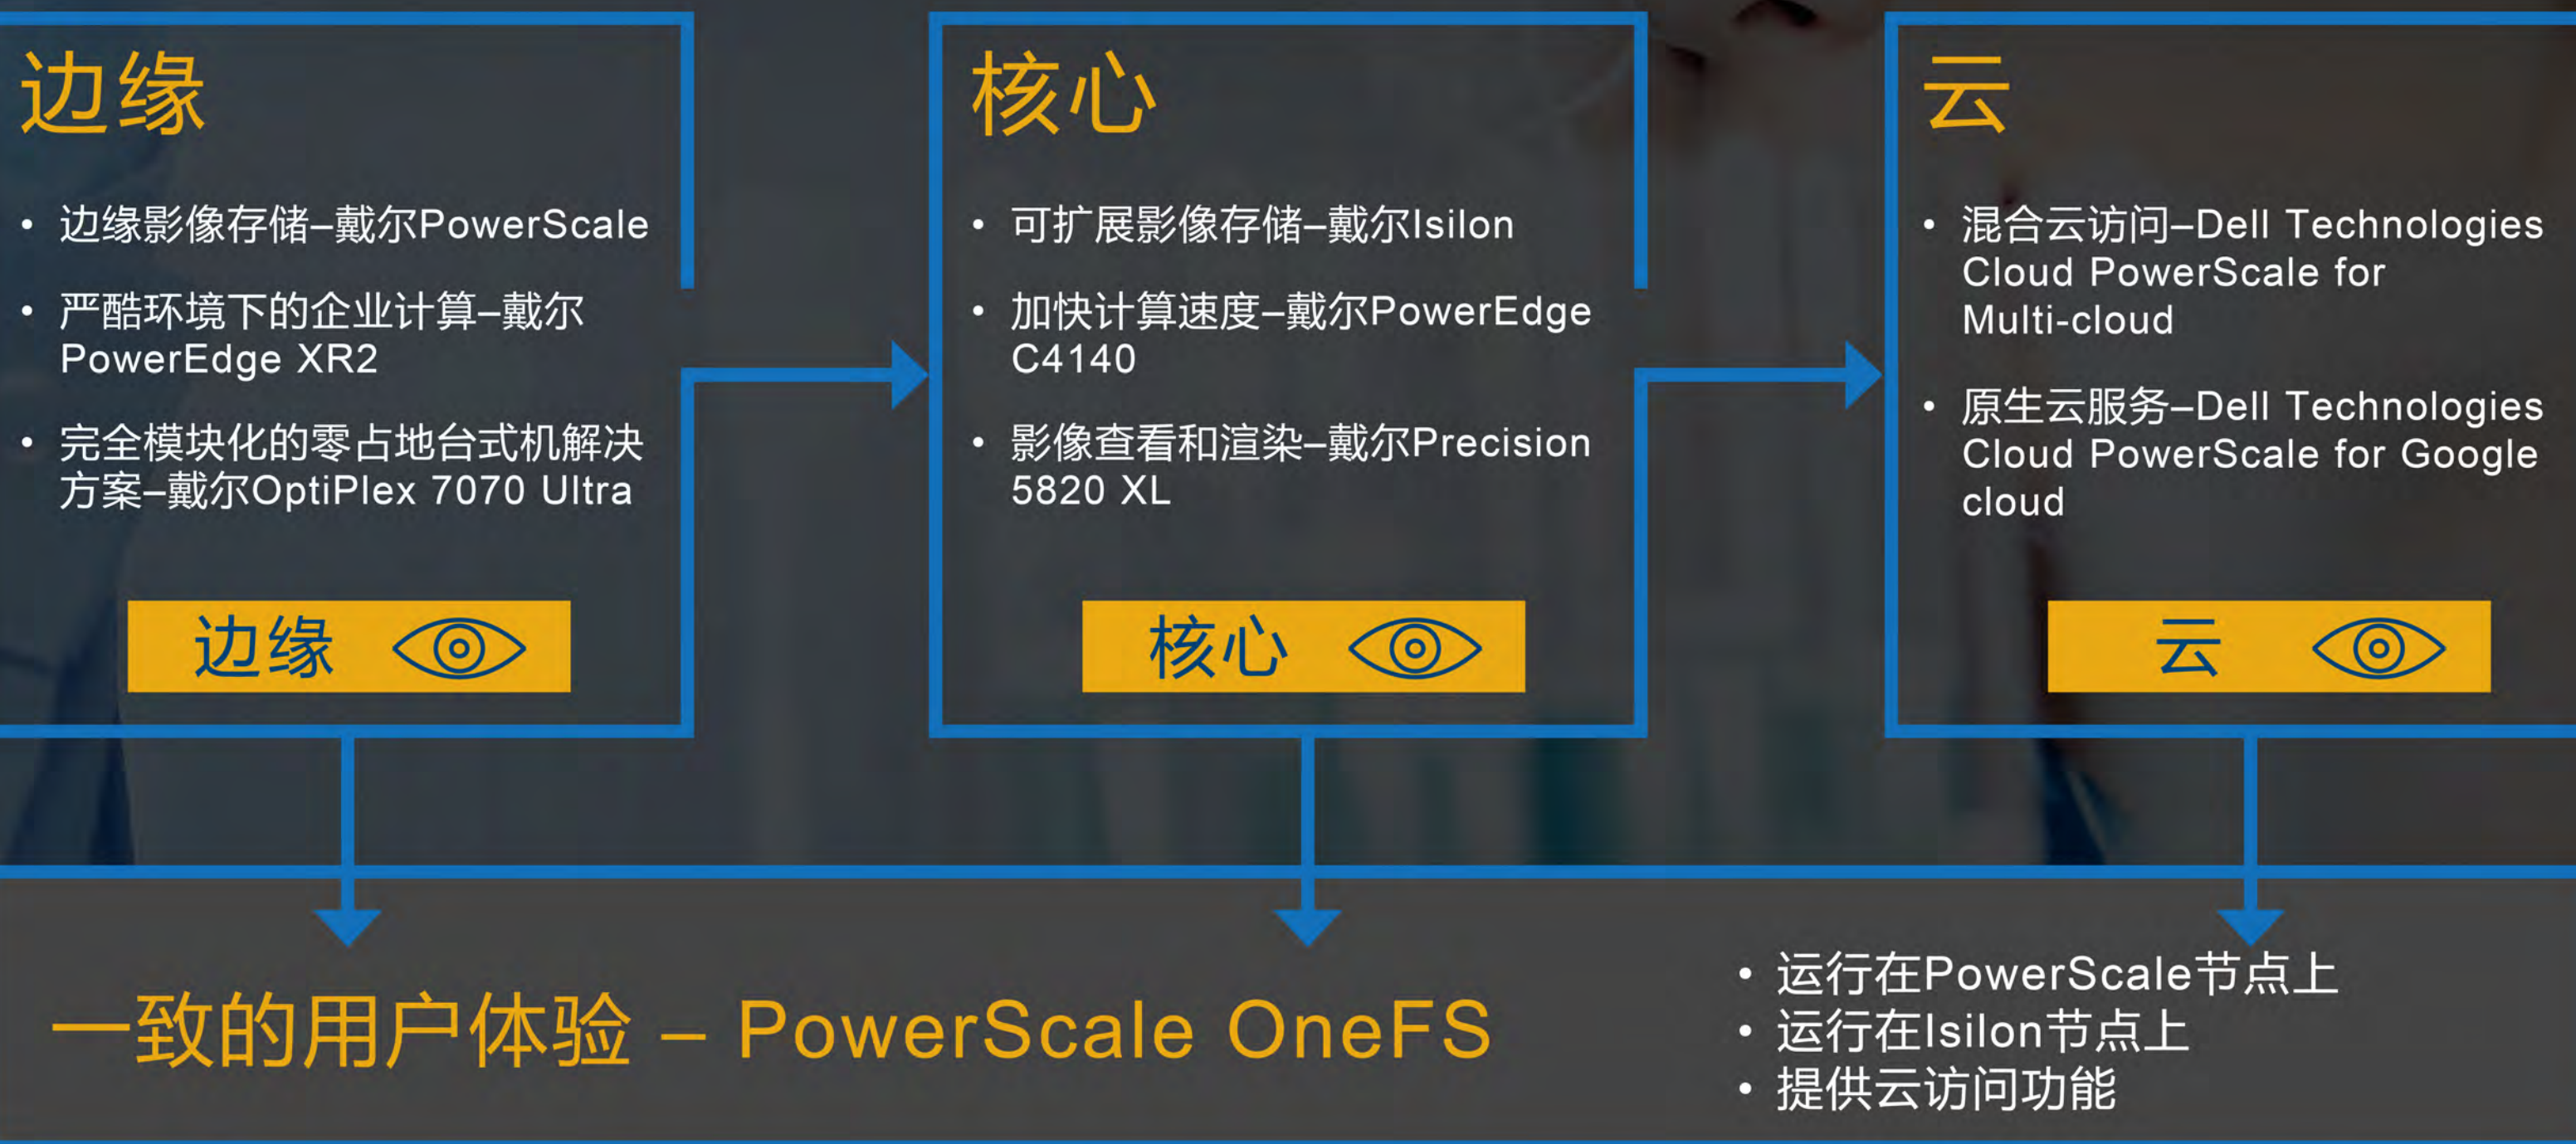 边缘
• 边缘影像存储–戴尔PowerScale
• 严酷环境下的企业计算–戴尔
PowerEdge XR2
• 完全模块化的零占地台式机解决
方案–戴尔OptiPlex 7070 Ultra
边缘
核心
• 可扩展影像存储–戴尔Isilon
• 加快计算速度–戴尔PowerEdge
C4140
• 影像查看和渲染–戴尔Precision
5820 XL
核心
云
• 混合云访问–Dell Technologies
Cloud PowerScale for
Multi-cloud
• 原生云服务–Dell Technologies
Cloud PowerScale for Google
cloud
云
一致的用户体验 – PowerScale OneFS
• 运行在PowerScale节点上
• 运行在Isilon节点上
• 提供云访问功能